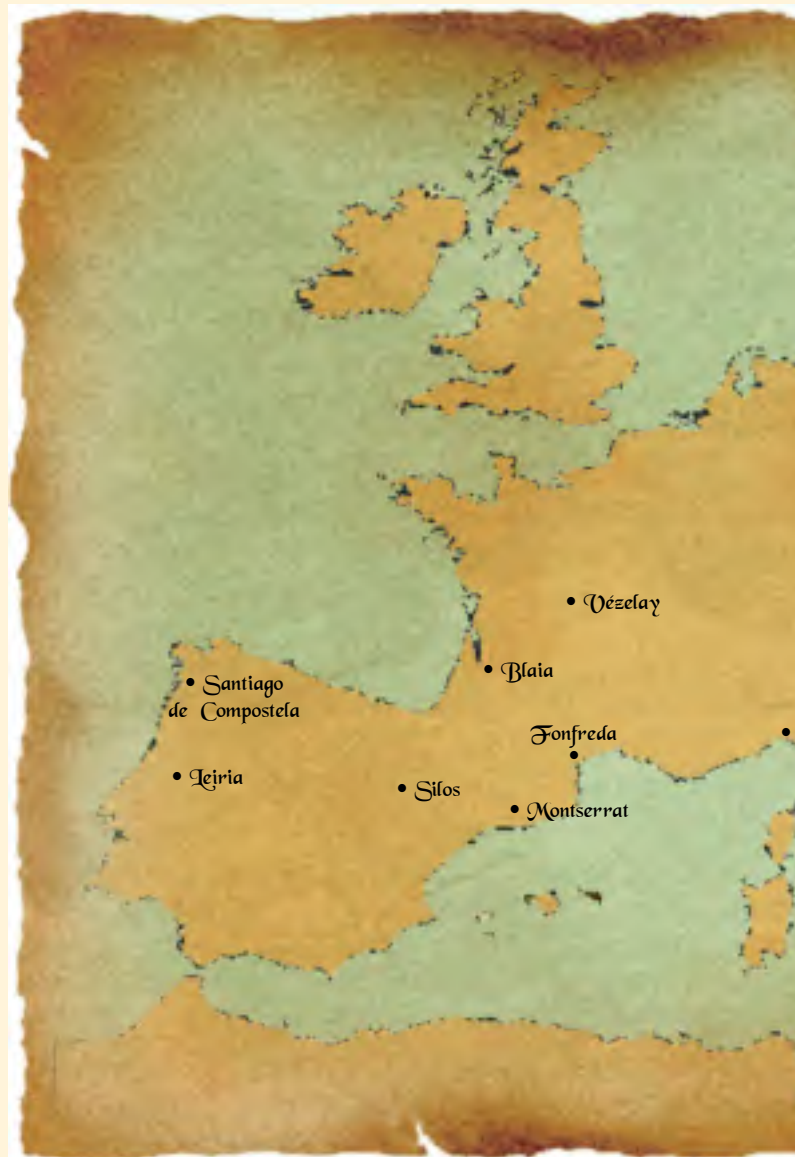 Vézelay
Blaia
Santiago
de Compostela
Fonfreda
Leiria
Silos
Montserrat